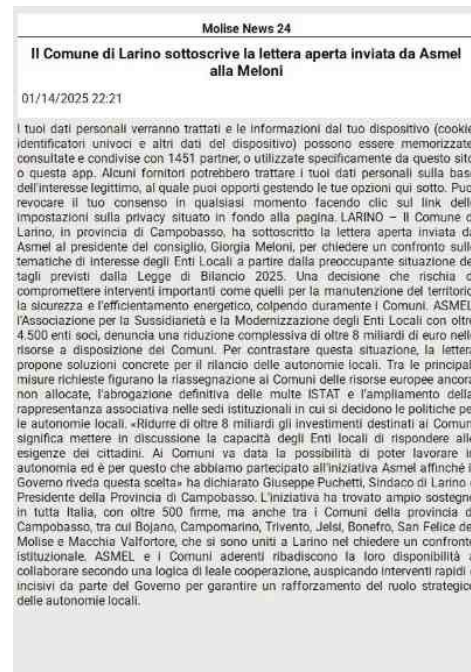 Molise News 24
Il Comune di Larino sottoscrive la lettera aperta inviata da Asmel
alla Meloni
01/14/2025 22:21
I tuoi dati personali verranno trattati e le informazioni dal tuo dispositivo (cookie
identificatori univoci e altri dati del dispositivo) possono essere memorizzate
consultate e condivise con 1451 partner, o utilizzate specificamente da questo sito
o questa app. Alcuni fornitori potrebbero trattare i tuoi dati personali sulla base
dell'interesse legittimo, al quale puoi opporti gestendo le tue opzioni qui sotto. Puo
revocare il tuo consenso in qualsiasi momento facendo clic sul link delle
impostazioni sulla privacy situato in fondo alla pagina. LARINO – Il Comune d
Larino, in provincia di Campobasso, ha sottoscritto la lettera aperta inviata da
Asmel al presidente del consiglio, Giorgia Meloni, per chiedere un confronto sulle
tematiche di interesse degli Enti Locali a partire dalla preoccupante situazione de
tagli previsti dalla Legge di Bilancio 2025. Una decisione che rischia d
compromettere interventi importanti come quelli per la manutenzione del territorio
la sicurezza e l'efficientamento energetico, colpendo duramente i Comuni. ASMEL
l'Associazione per la Sussidiarietà e la Modernizzazione degli Enti Locali con oltre
4.500 enti soci, denuncia una riduzione complessiva di oltre 8 miliardi di euro nelle
risorse a disposizione dei Comuni. Per contrastare questa situazione, la lettera
propone soluzioni concrete per il rilancio delle autonomie locali. Tra le principal
misure richieste figurano la riassegnazione ai Comuni delle risorse europee ancora
non allocate, l'abrogazione definitiva delle multe ISTAT e l'ampliamento della
rappresentanza associativa nelle sedi istituzionali in cui si decidono le politiche pe
le autonomie locali. «Ridurre di oltre 8 miliardi gli investimenti destinati ai Comun
significa mettere in discussione la capacità degli Enti locali di rispondere alle
esigenze dei cittadini. Ai Comuni va data la possibilità di poter lavorare in
autonomia ed è per questo che abbiamo partecipato all'iniziativa Asmel affinché i
Governo riveda questa scelta» ha dichiarato Giuseppe Puchetti, Sindaco di Larino e
Presidente della Provincia di Campobasso. L'iniziativa ha trovato ampio sostegno
in tutta Italia, con oltre 500 firme, ma anche tra i Comuni della provincia d
Campobasso, tra cui Bojano, Campomarino, Trivento, Jelsi, Bonefro, San Felice de
Molise e Macchia Valfortore, che si sono uniti a Larino nel chiedere un confronto
istituzionale. ASMEL e i Comuni aderenti ribadiscono la loro disponibilità a
collaborare secondo una logica di leale cooperazione, auspicando interventi rapidi e
incisivi da parte del Governo per garantire un rafforzamento del ruolo strategico
delle autonomie locali.